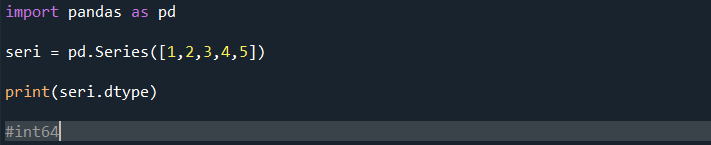 import pandas as pd
seri = pd.Series([1,2,3,4,5])
print(seri.dtype)
#int64